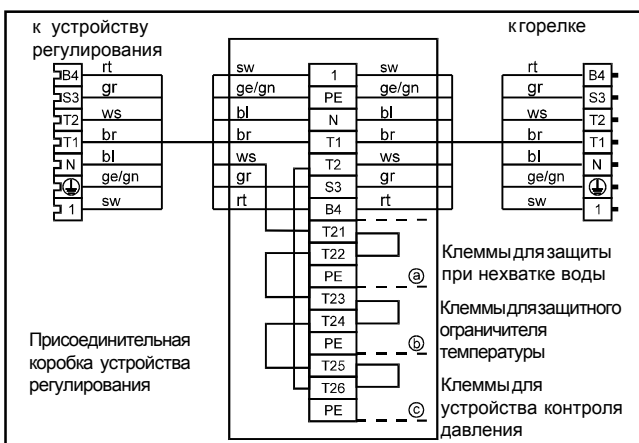 к устройству
регулирования
к горелке
B4 rt
S3 gr
T2 ws
T1 br
N bl
ge/gn
1 sw
sw 1 sw
ge/gn PE ge/gn
bl N bl
br T1 br
ws T2 ws
gr S3 gr
rt B4 rt
T21
T22
PE a
T23
T24
PE b
T25
T26
PE c
rt B4
gr S3
ws T2
br T1
bl N
ge/gn
sw 1
Клеммы для защиты
при нехватке воды
Клеммы для защитного
ограничителя
температуры
Клеммы для
устройства контроля
давления
Присоединительная
коробка устройства
регулирования